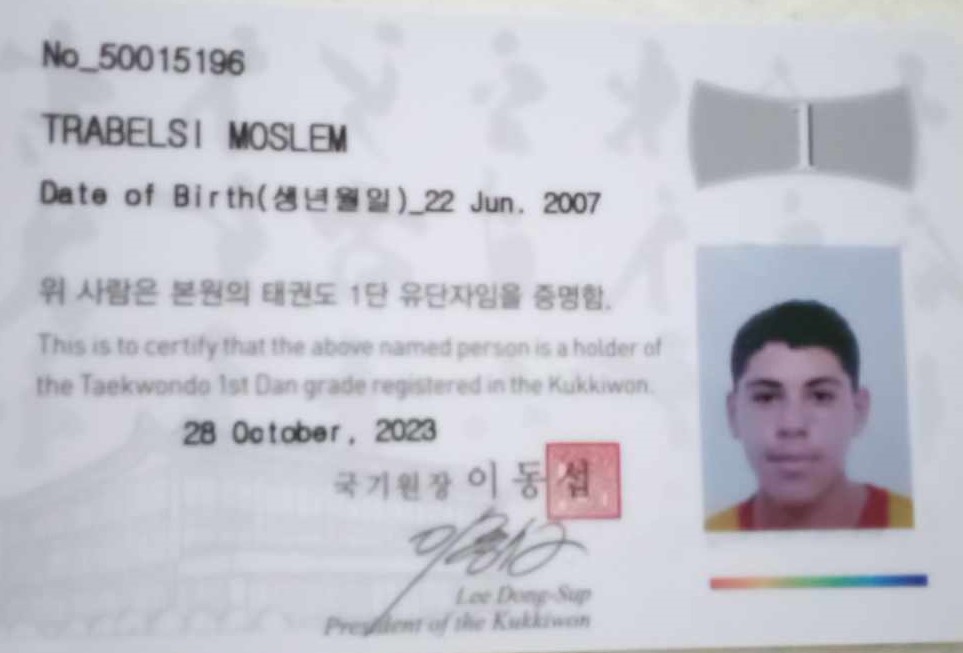 No_50015196
TRABELSI MOSLEM
Date of Birth(생년월일)_22 Jun. 2007
위 사람은 본원의 태권도 1단 유단자임을 증명함.
This is to certify that the above named person is a holder of
the Taekwondo 1st Dan grade registered in the Kukkiwon.
28 October, 2023
국기원장 이동섭
Lee Dong-Sup
President of the Kukkiwon